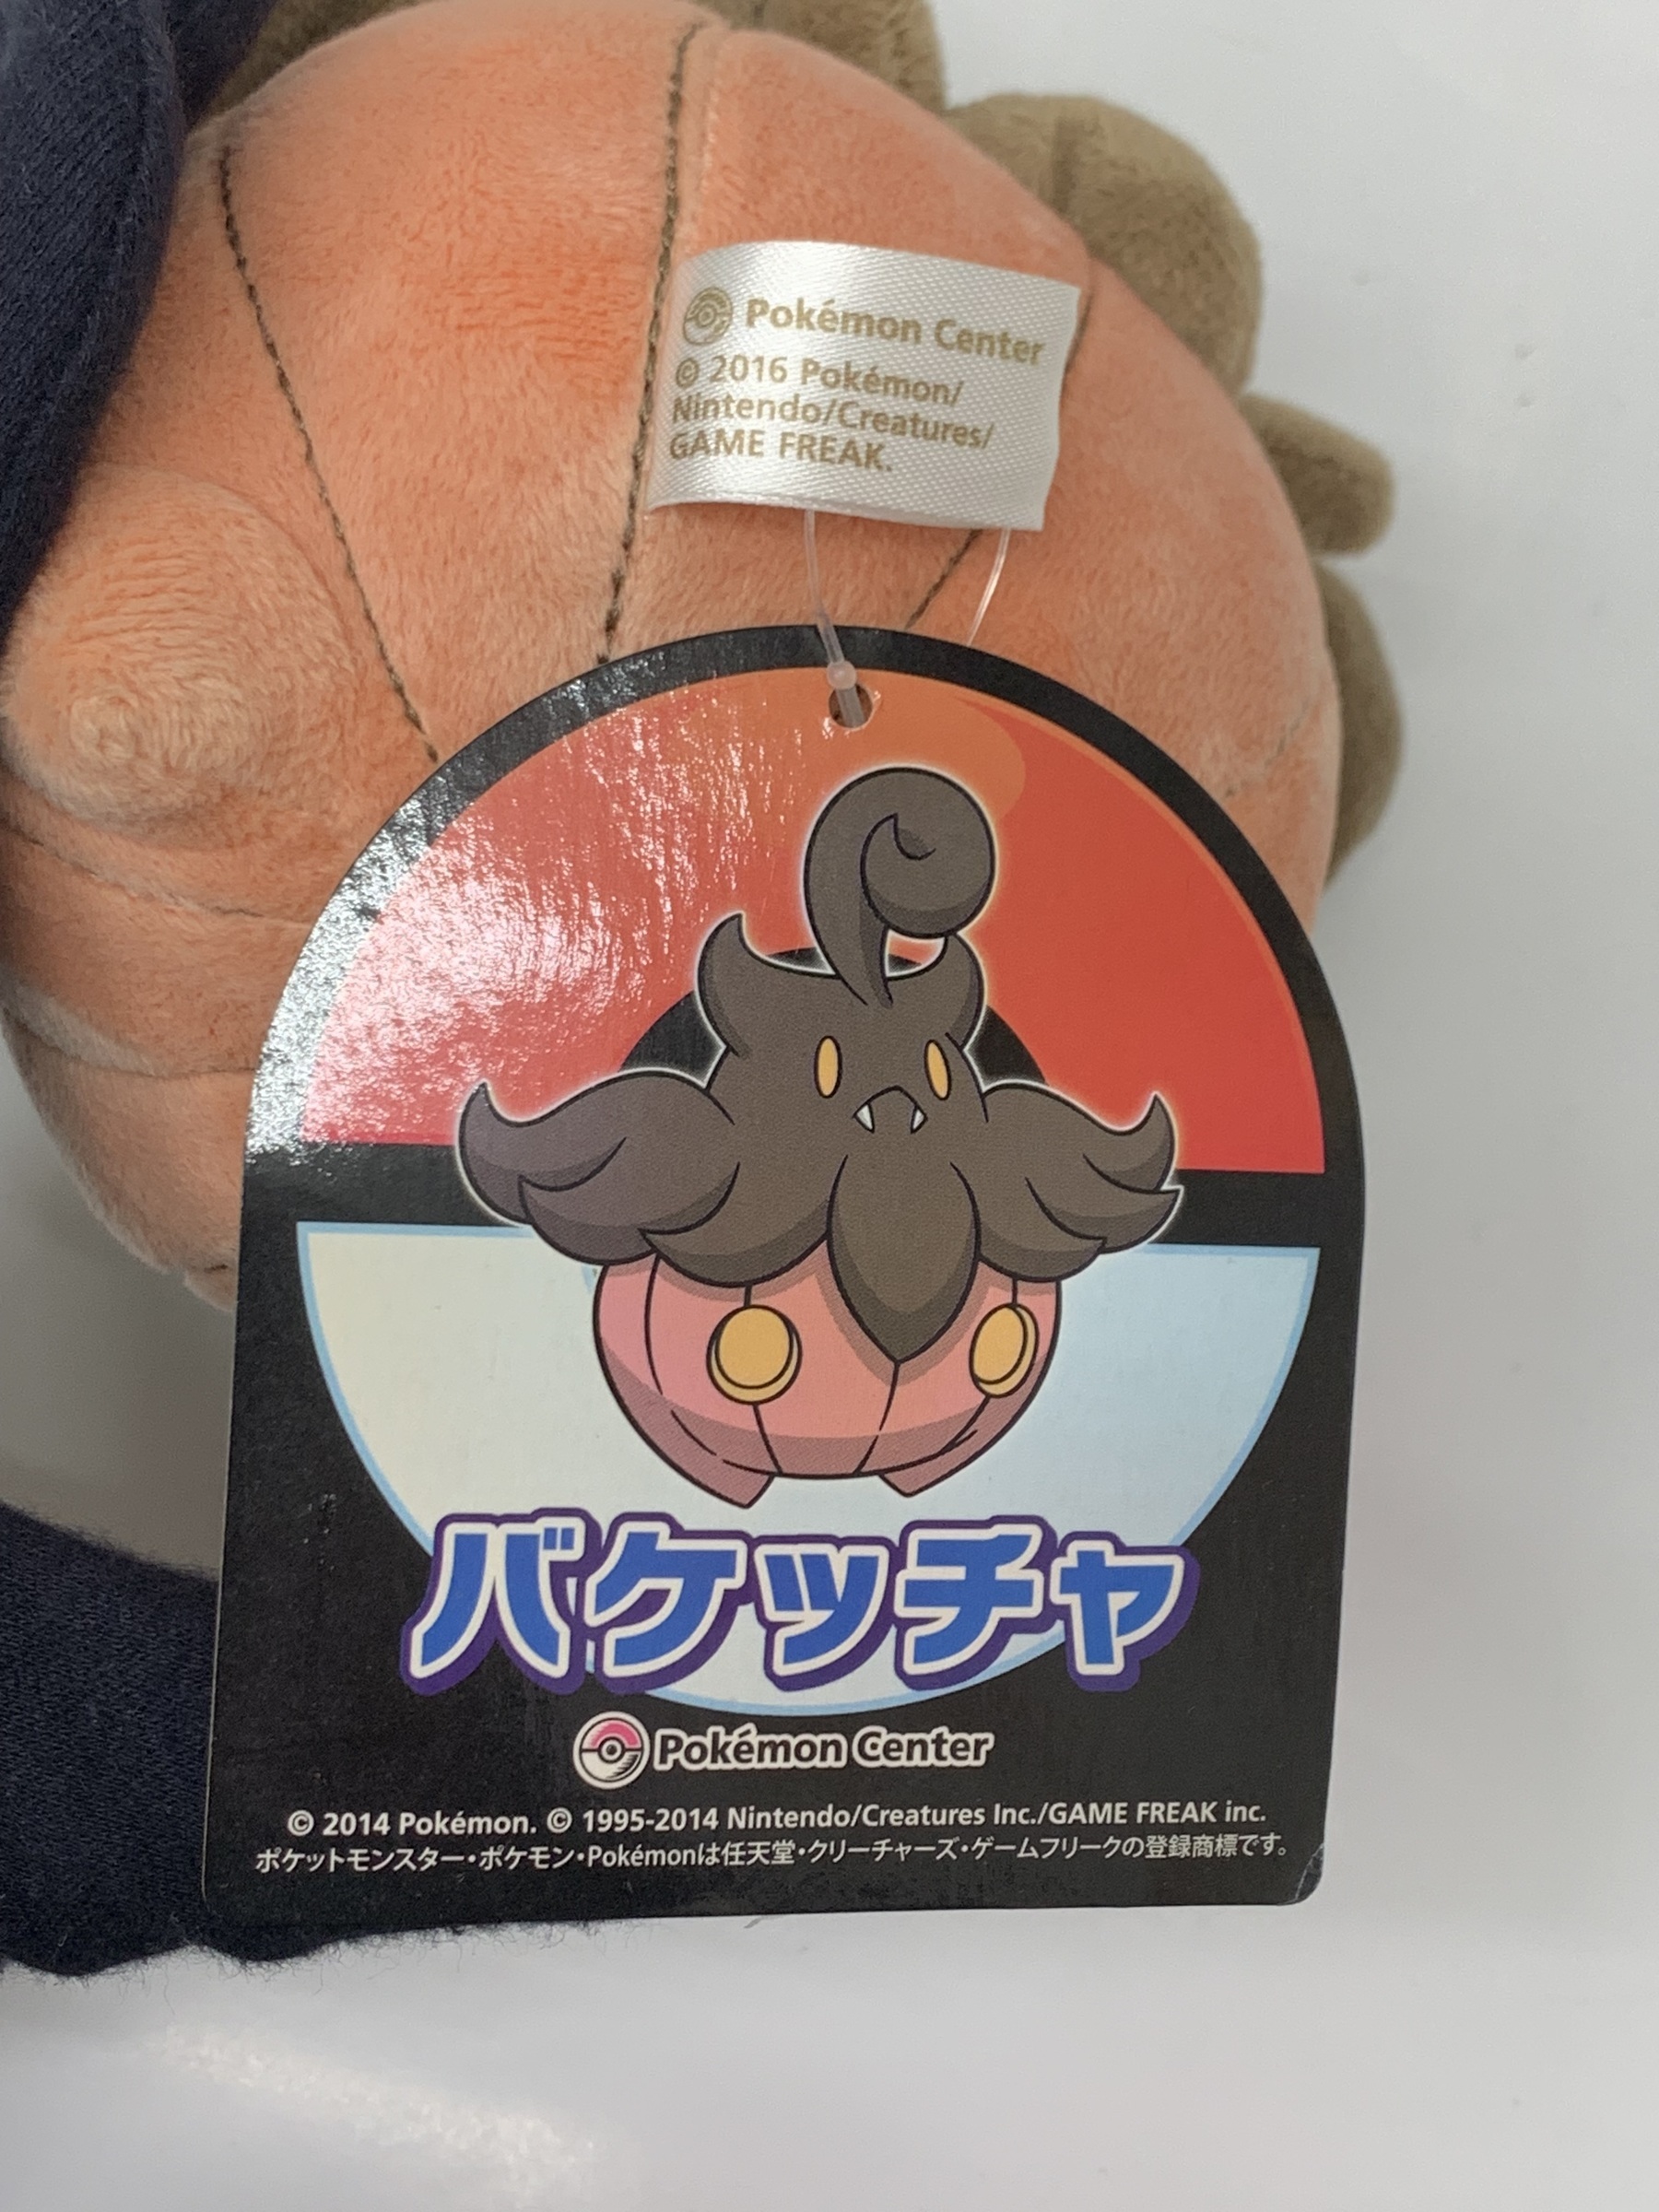 Pokémon Center
© 2016 Pokémon/
Nintendo/Creatures/
GAME FREAK.
バケッチャ
Pokémon Center
© 2014 Pokémon. © 1995-2014 Nintendo/Creatures Inc./GAME FREAK inc.
ポケットモンスター・ポケモン・Pokémonは任天堂・クリーチャーズ・ゲームフリークの登録商標です。